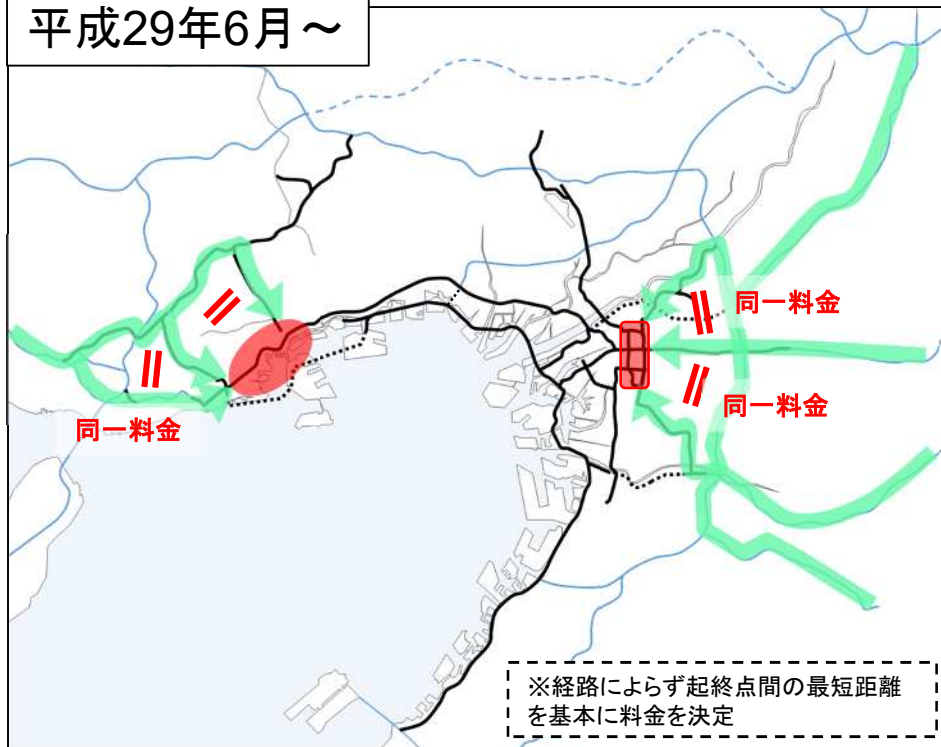 平成29年6月～
同一料金
同一料金
同一料金
※経路によらず起終点間の最短距離
を基本に料金を決定